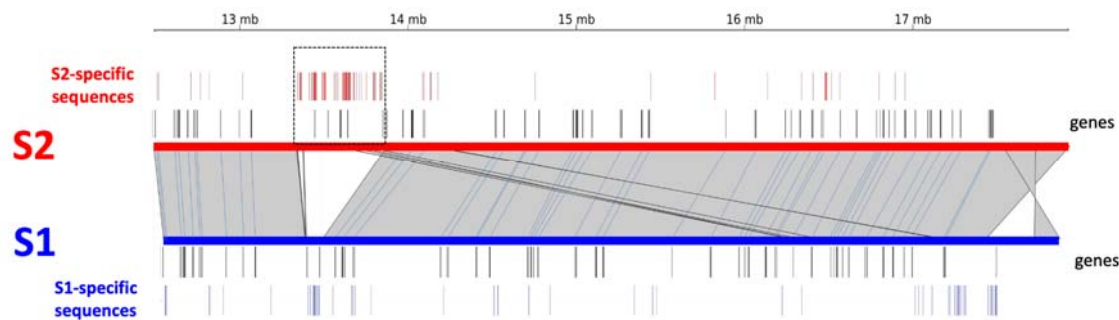 13 mb 14 mb 15 mb 16 mb 17 mb
S2-specific
sequences
genes
S2
S1
genes
S1-specific
sequences